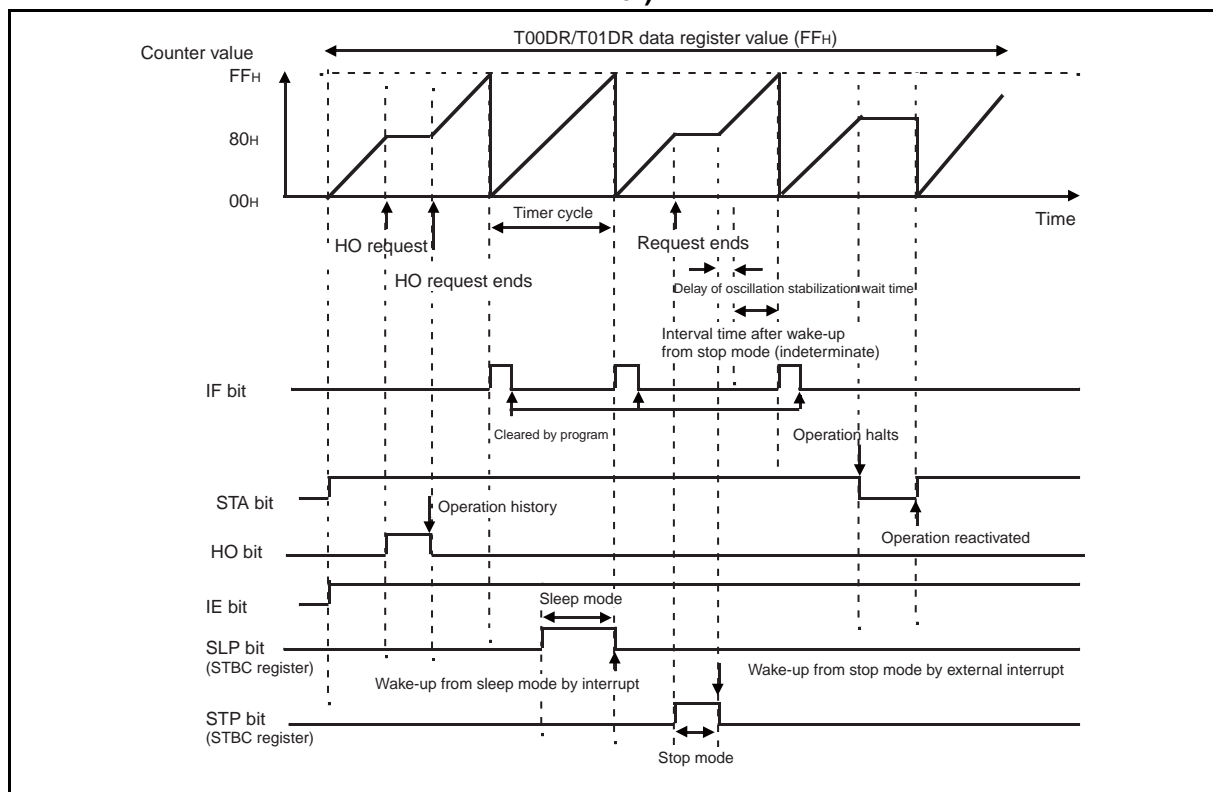 T00DR/T01DR data register value (FFH)
Counter value
FFH
80H
00H
Time
Timer cycle
HO request
Request ends
HO request ends
Delay of oscillation stabilization wait time
Interval time after wake-up
from stop mode (indeterminate)
IF bit
Cleared by program
Operation halts
STA bit
Operation history
Operation reactivated
HO bit
IE bit
Sleep mode
SLP bit
(STBC register)
Wake-up from sleep mode by interrupt
Wake-up from stop mode by external interrupt
STP bit
(STBC register)
Stop mode